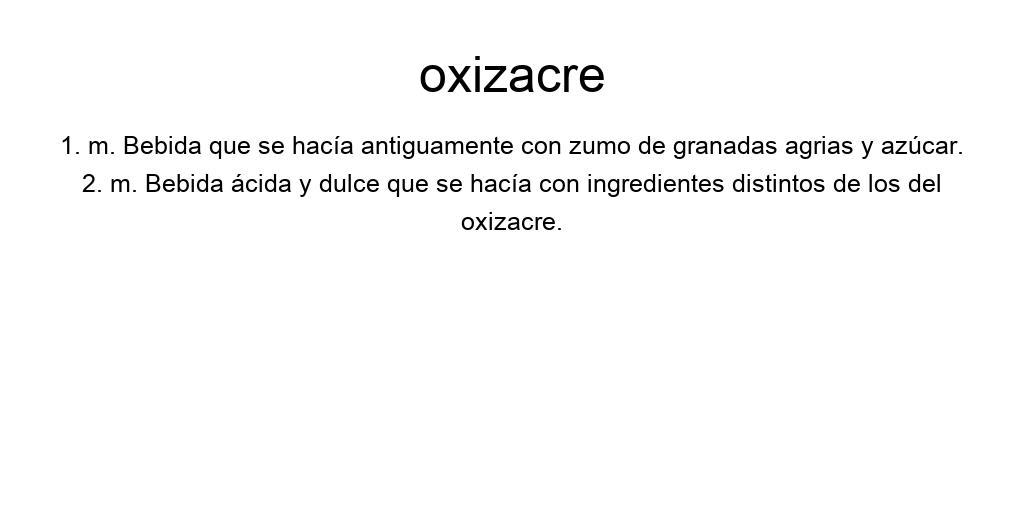 oxizacre
1. m. Bebida que se hacía antiguamente con zumo de granadas agrias y azúcar.
2. m. Bebida ácida y dulce que se hacía con ingredientes distintos de los del
oxizacre.